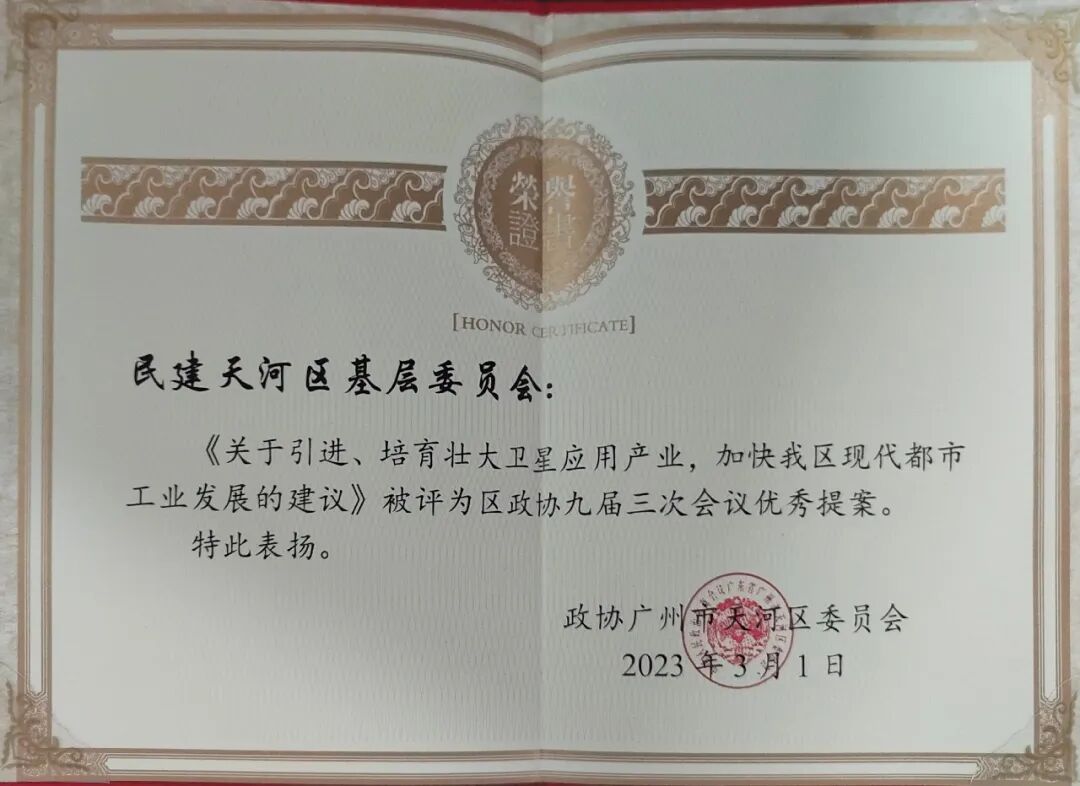 榮譽
證書
[HONOR CERTIFICATE]
民建天河区基层委员会：
《关于引进、培育壮大卫星应用产业，加快我区现代都市
工业发展的建议》被评为区政协九届三次会议优秀提案。
特此表扬。
政协广州市天河区委员会
2023 年 3 月 1 日